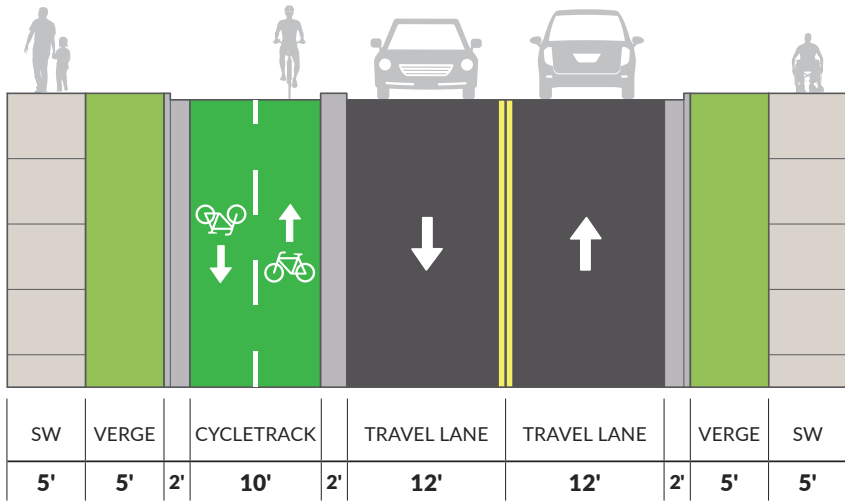 SW VERGE CYCLETRACK TRAVEL LANE TRAVEL LANE VERGE SW
5' 5' 2' 10' 2' 12' 12' 2' 5' 5'